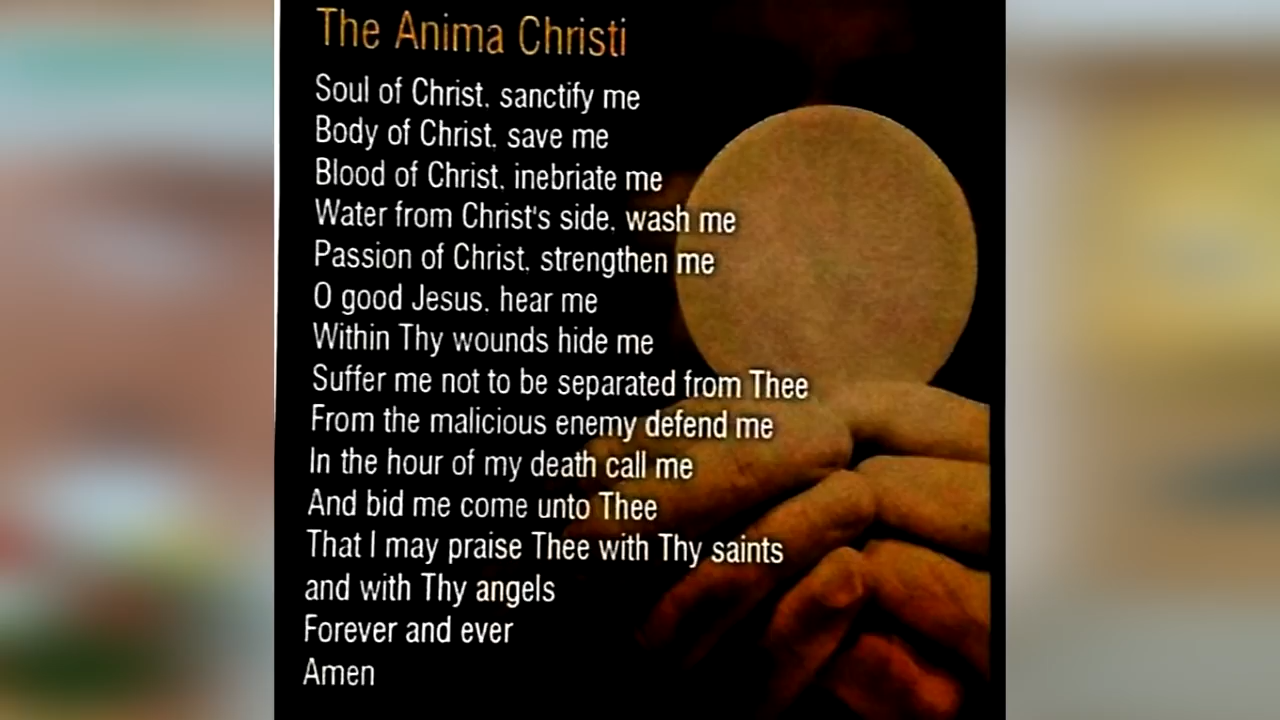 The Anima Christi
Soul of Christ, sanctify me
Body of Christ, save me
Blood of Christ, inebriate me
Water from Christ's side, wash me
Passion of Christ, strengthen me
O good Jesus, hear me
Within Thy wounds hide me
Suffer me not to be separated from Thee
From the malicious enemy defend me
In the hour of my death call me
And bid me come unto Thee
That I may praise Thee with Thy saints
and with Thy angels
Forever and ever
Amen